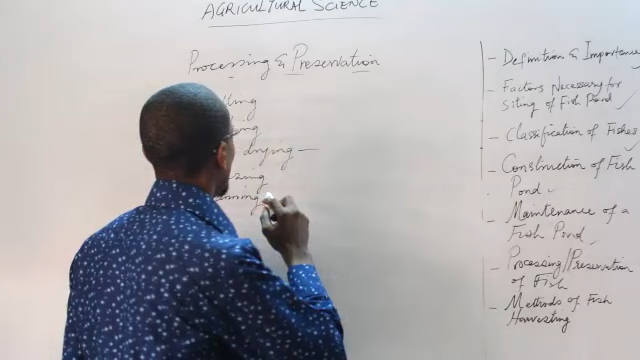 AGRICULTURAL SCIENCE
Processing & Preservation
drying —
- Definition & Importance
- Factors Necessary for
Siting of Fish Pond ✓
- Classification of Fishes ✓
- Construction of Fish
Pond
- Maintenance of a
Fish Pond
- Processing/Preservation
of Fish
- Methods of Fish
Harvesting